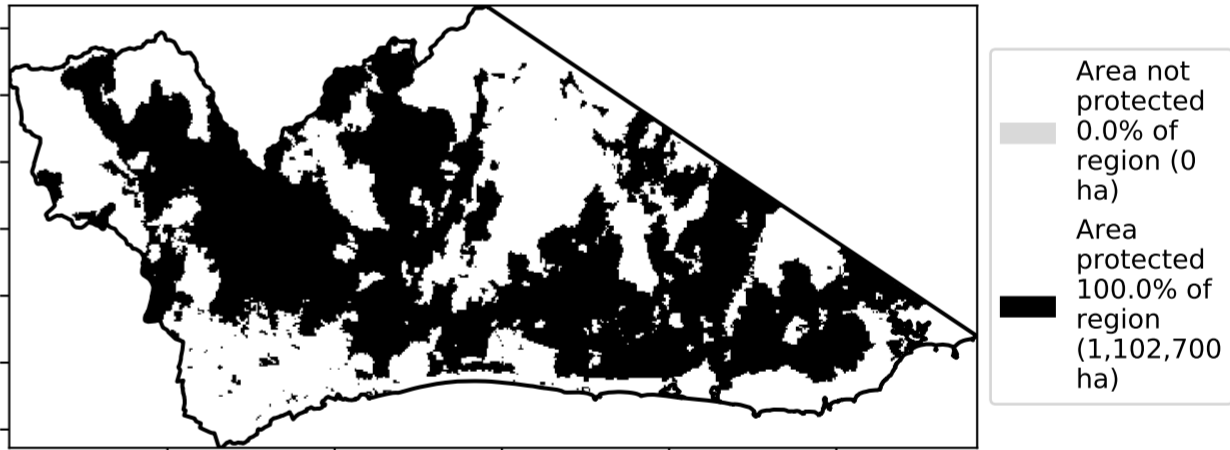 Area not
protected
0.0% of
region (0
ha)
Area
protected
100.0% of
region
(1,102,700
ha)